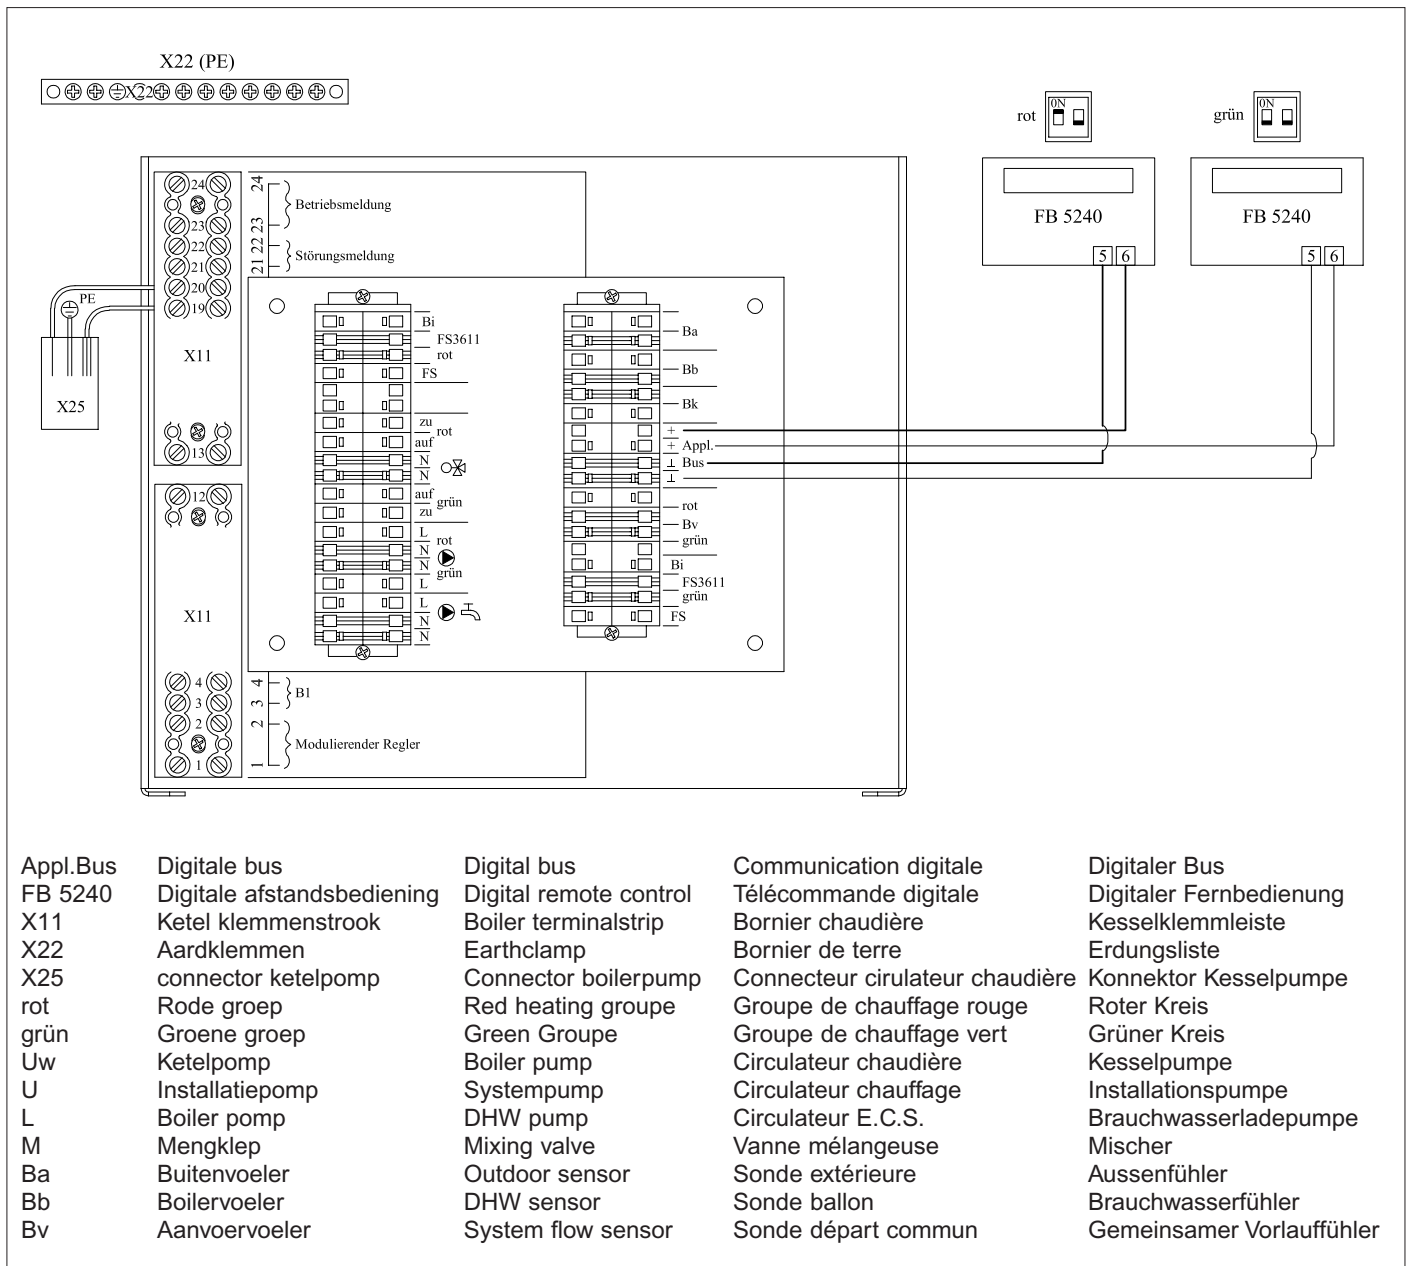 X22 (PE)
X22
rot
0N
grün
0N
FB 5240
5 6
FB 5240
5 6
24
23
22
21
20
19
X11
13
12
X11
4
3
2
1
PE
X25
24
Betriebsmeldung
23
22
Störungsmeldung
21
Bi
FS3611
rot
FS
zu
rot
auf
N
N
auf
grün
zu
L
rot
N
N
grün
L
L
N
N
Ba
Bb
Bk
+
+ Appl.
⊥ Bus
⊥
rot
Bv
grün
Bi
FS3611
grün
FS
4
B1
3
2
Modulierender Regler
1
Appl.Bus Digitale bus Digital bus Communication digitale Digitaler Bus
FB 5240 Digitale afstandsbediening Digital remote control Télécommande digitale Digitaler Fernbedienung
X11 Ketel klemmenstrook Boiler terminalstrip Bornier chaudière Kesselklemmleiste
X22 Aardklemmen Earthclamp Bornier de terre Erdungsliste
X25 connector ketelpomp Connector boilerpump Connecteur cirulateur chaudière Konnektor Kesselpumpe
rot Rode groep Red heating groupe Groupe de chauffage rouge Roter Kreis
grün Groene groep Green Groupe Groupe de chauffage vert Grüner Kreis
Uw Ketelpomp Boiler pump Circulateur chaudière Kesselpumpe
U Installatiepomp Systempump Circulateur chauffage Installationspumpe
L Boiler pomp DHW pump Circulateur E.C.S. Brauchwasserladepumpe
M Mengklep Mixing valve Vanne mélangeuse Mischer
Ba Buitenvoeler Outdoor sensor Sonde extérieure Aussenfühler
Bb Boilervoeler DHW sensor Sonde ballon Brauchwasserfühler
Bv Aanvoervoeler System flow sensor Sonde départ commun Gemeinsamer Vorlauffühler